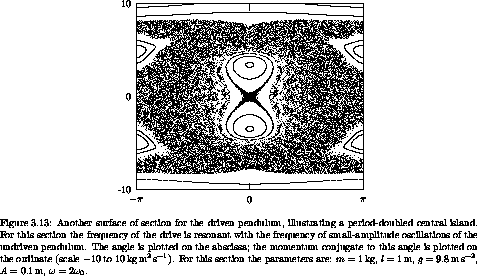 10
0
-10
−π
0
π
Figure 3.13: Another surface of section for the driven pendulum, illustrating a period-doubled central island.
For this section the frequency of the drive is resonant with the frequency of small-amplitude oscillations of the
undriven pendulum. The angle is plotted on the abscissa; the momentum conjugate to this angle is plotted on
the ordinate (scale −10 to 10 kg m² s⁻¹). For this section the parameters are: m = 1 kg, l = 1 m, g = 9.8 m s⁻²,
A = 0.1 m, ω = 2ω₀.